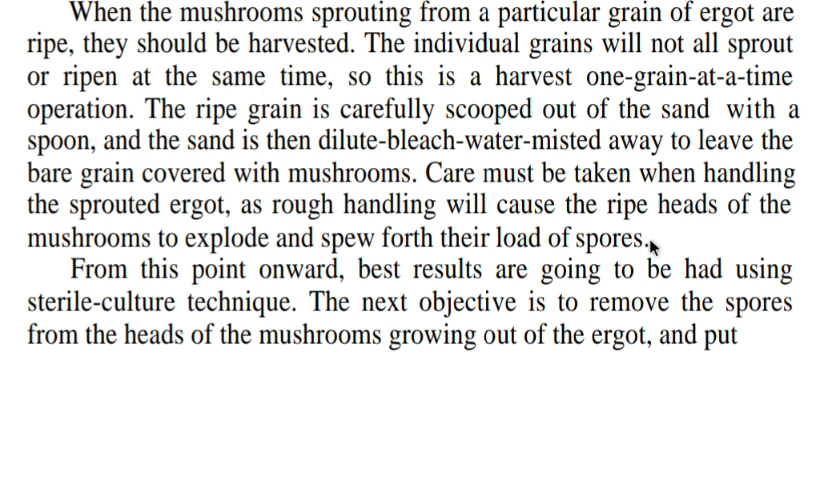 When the mushrooms sprouting from a particular grain of ergot are
ripe, they should be harvested. The individual grains will not all sprout
or ripen at the same time, so this is a harvest one-grain-at-a-time
operation. The ripe grain is carefully scooped out of the sand with a
spoon, and the sand is then dilute-bleach-water-misted away to leave the
bare grain covered with mushrooms. Care must be taken when handling
the sprouted ergot, as rough handling will cause the ripe heads of the
mushrooms to explode and spew forth their load of spores.
From this point onward, best results are going to be had using
sterile-culture technique. The next objective is to remove the spores
from the heads of the mushrooms growing out of the ergot, and put